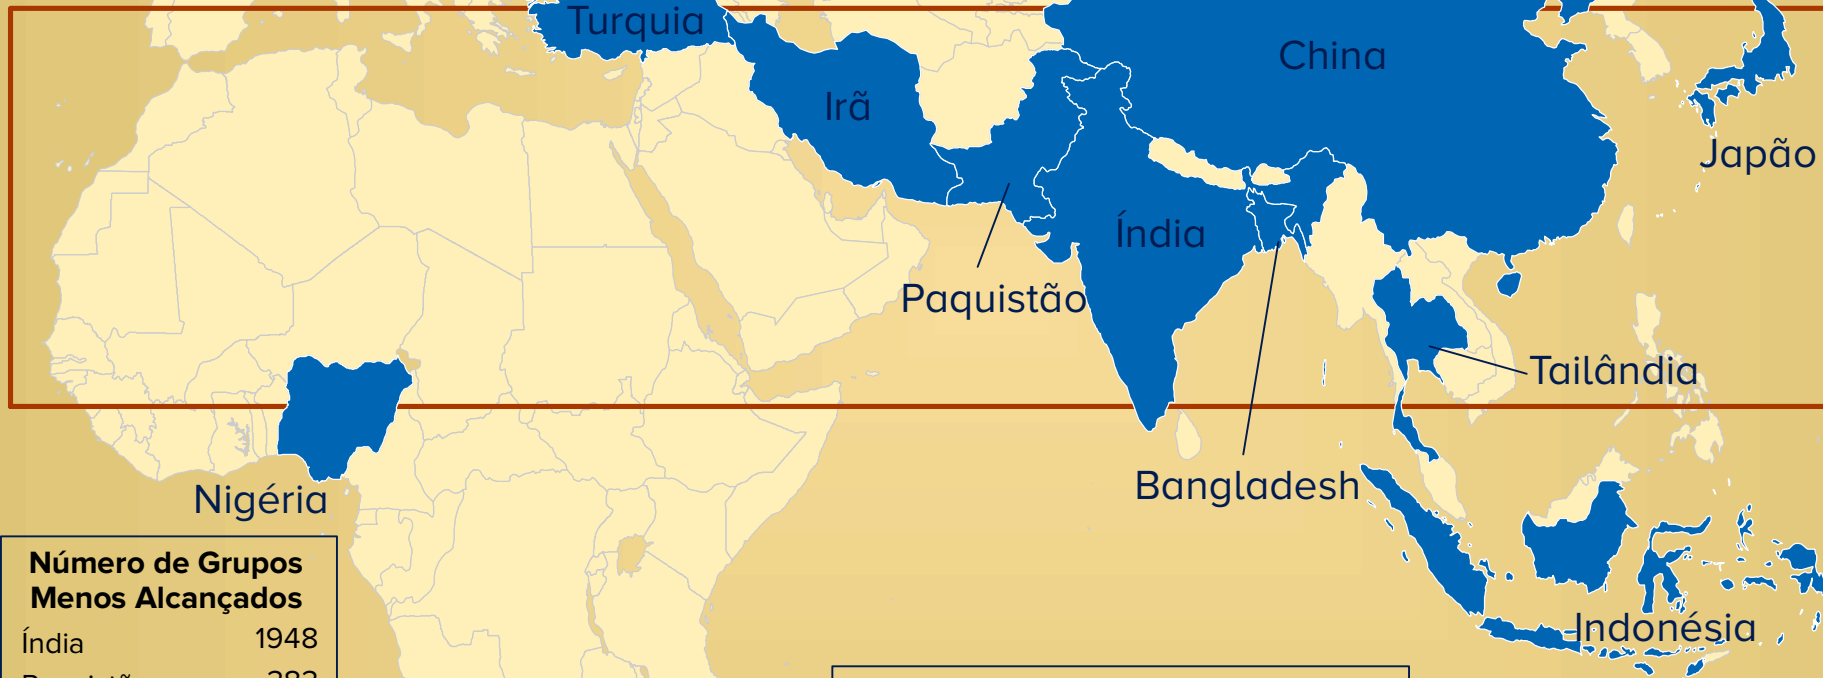 Turquia
China
Irã
Japão
Índia
Paquistão
Tailândia
Bangladesh
Nigéria
Número de Grupos
Menos Alcançados
Índia 1948
Indonésia